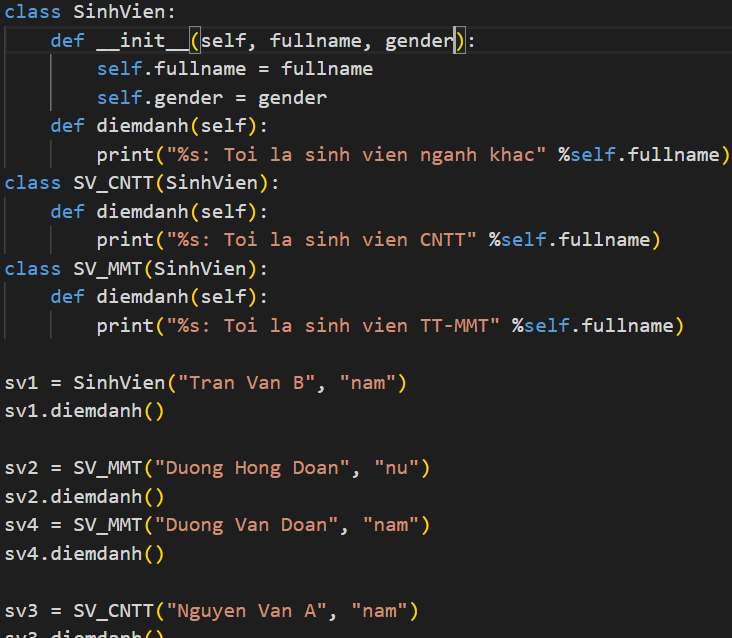 class SinhVien:
    def __init__(self, fullname, gender):
        self.fullname = fullname
        self.gender = gender
    def diemdanh(self):
        print("%s: Toi la sinh vien nganh khac" %self.fullname)
class SV_CNTT(SinhVien):
    def diemdanh(self):
        print("%s: Toi la sinh vien CNTT" %self.fullname)
class SV_MMT(SinhVien):
    def diemdanh(self):
        print("%s: Toi la sinh vien TT-MMT" %self.fullname)

sv1 = SinhVien("Tran Van B", "nam")
sv1.diemdanh()

sv2 = SV_MMT("Duong Hong Doan", "nu")
sv2.diemdanh()
sv4 = SV_MMT("Duong Van Doan", "nam")
sv4.diemdanh()

sv3 = SV_CNTT("Nguyen Van A", "nam")
sv3.diemdanh()